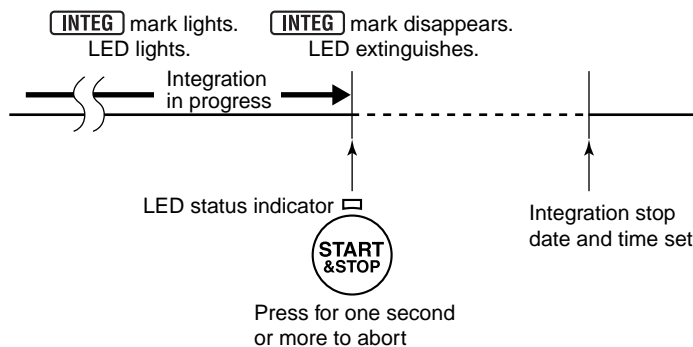 INTEG mark lights.
LED lights.
INTEG mark disappears.
LED extinguishes.
Integration
in progress
LED status indicator
START
&STOP
Press for one second
or more to abort
Integration stop
date and time set